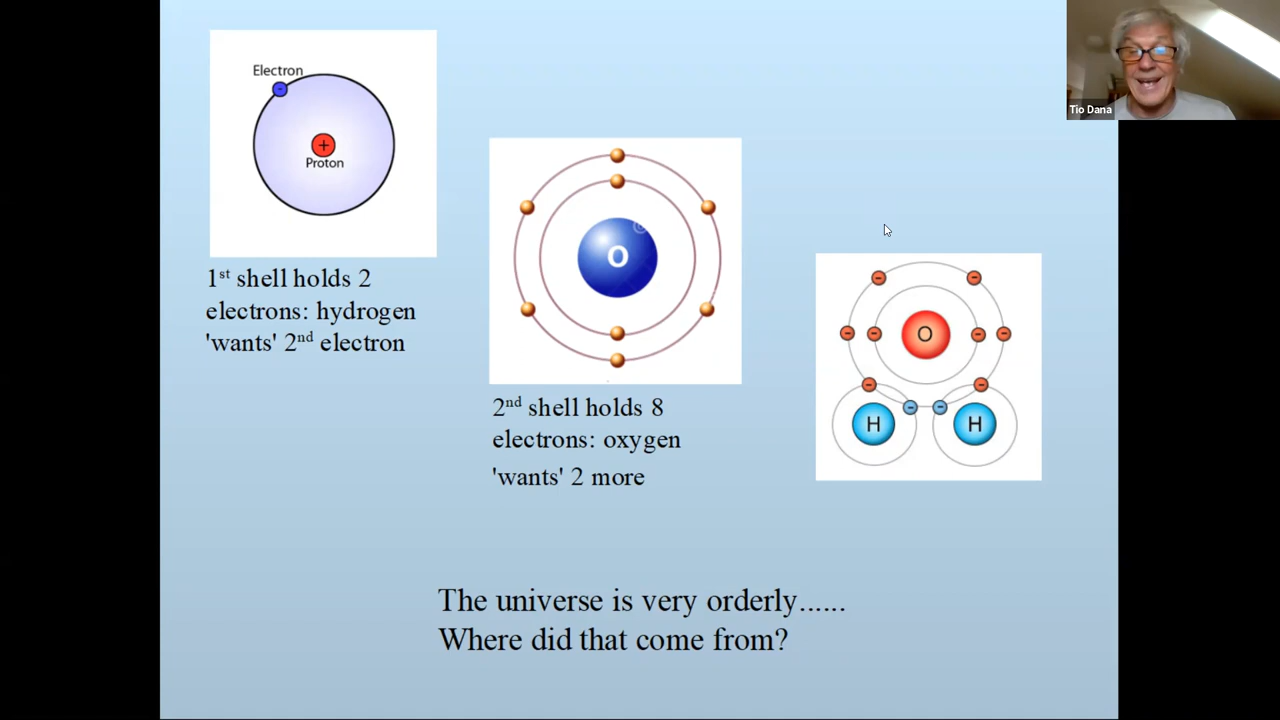 Electron
+
Proton
1st shell holds 2
electrons: hydrogen
'wants' 2nd electron
O
2nd shell holds 8
electrons: oxygen
'wants' 2 more
O
H H
The universe is very orderly......
Where did that come from?
Tio Dana